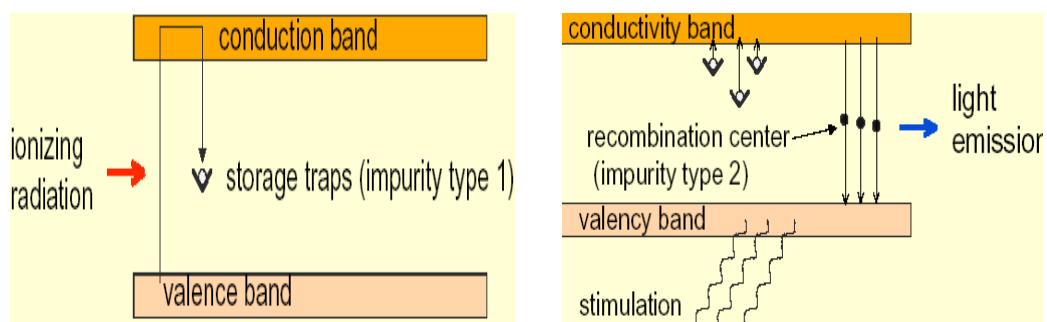 conduction band
ionizing
radiation
storage traps (impurity type 1)
valence band
conductivity band
light
emission
recombination center
(impurity type 2)
valency band
stimulation